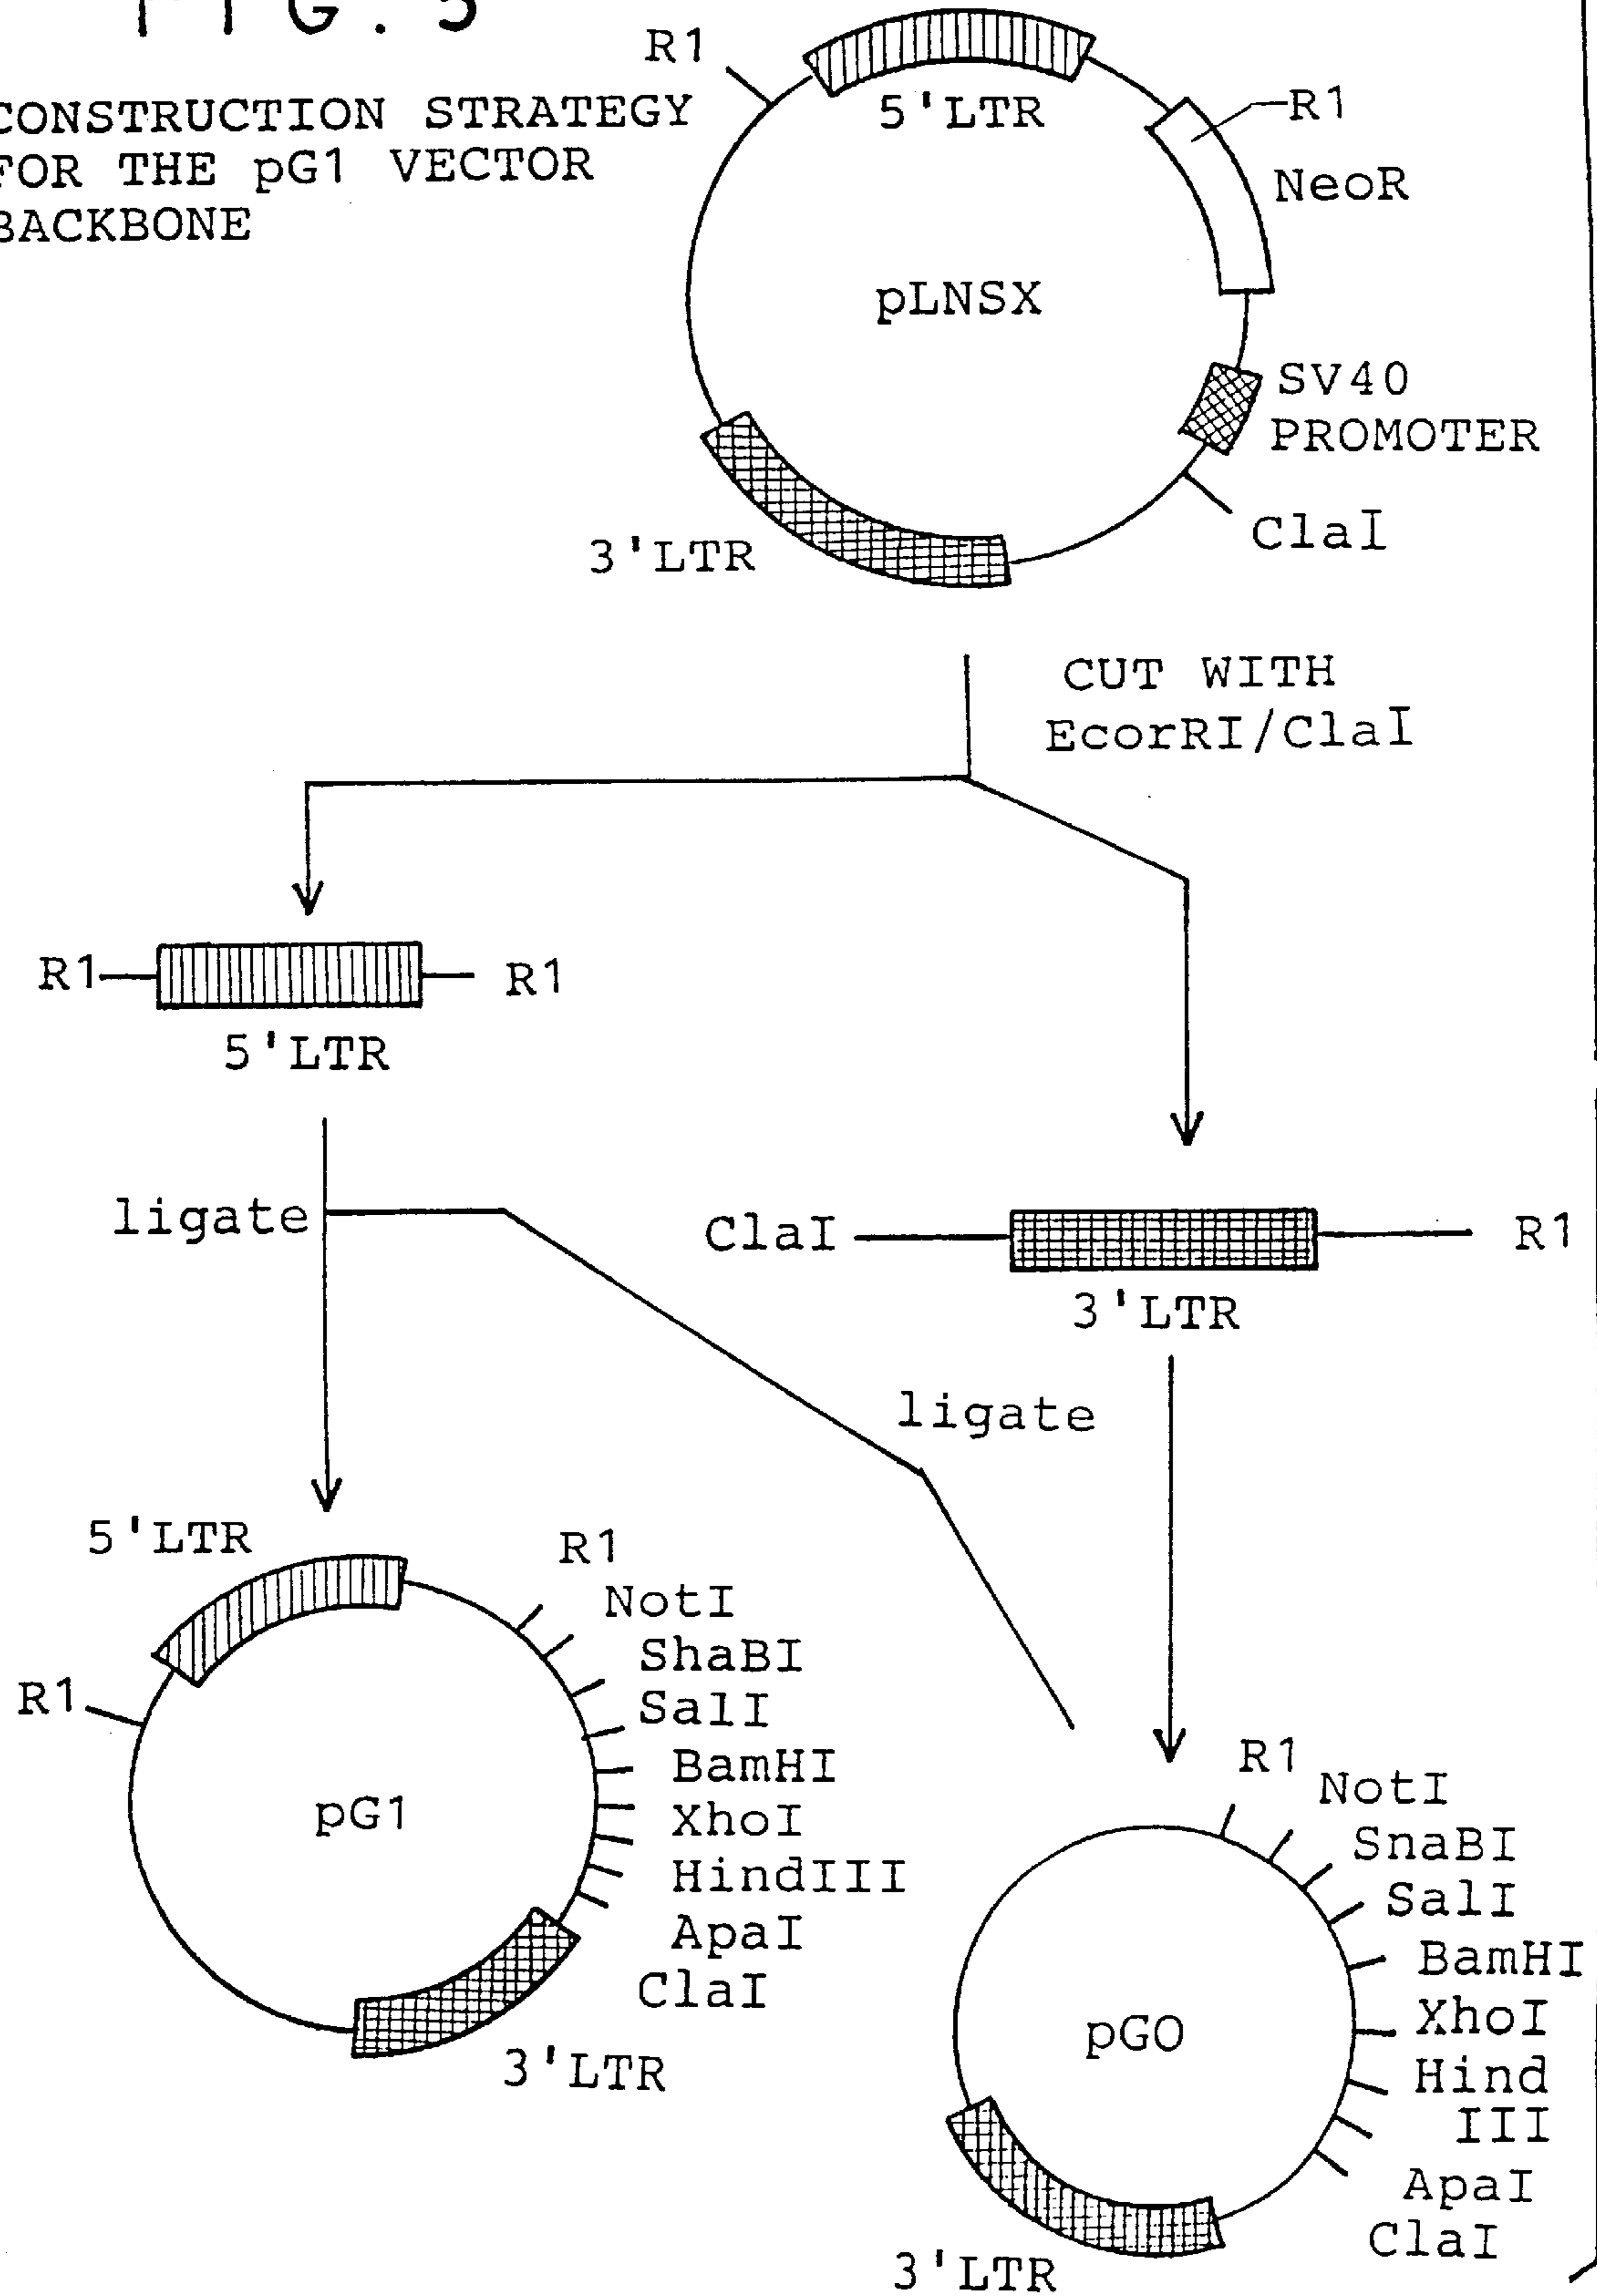 FIG. 5
CONSTRUCTION STRATEGY
FOR THE pG1 VECTOR
BACKBONE
R1
5'LTR
R1
NeoR
pLNSX
SV40
PROMOTER
ClaI
3'LTR
CUT WITH
EcorRI/ClaI
R1
R1
5'LTR
ligate
ClaI
R1
3'LTR
ligate
5'LTR
R1
R1
NotI
ShaBI
SalI
BamHI
XhoI
HindIII
ApaI
ClaI
pG1
3'LTR
R1
NotI
SnaBI
SalI
BamHI
XhoI
Hind
III
ApaI
ClaI
pGO
3'LTR